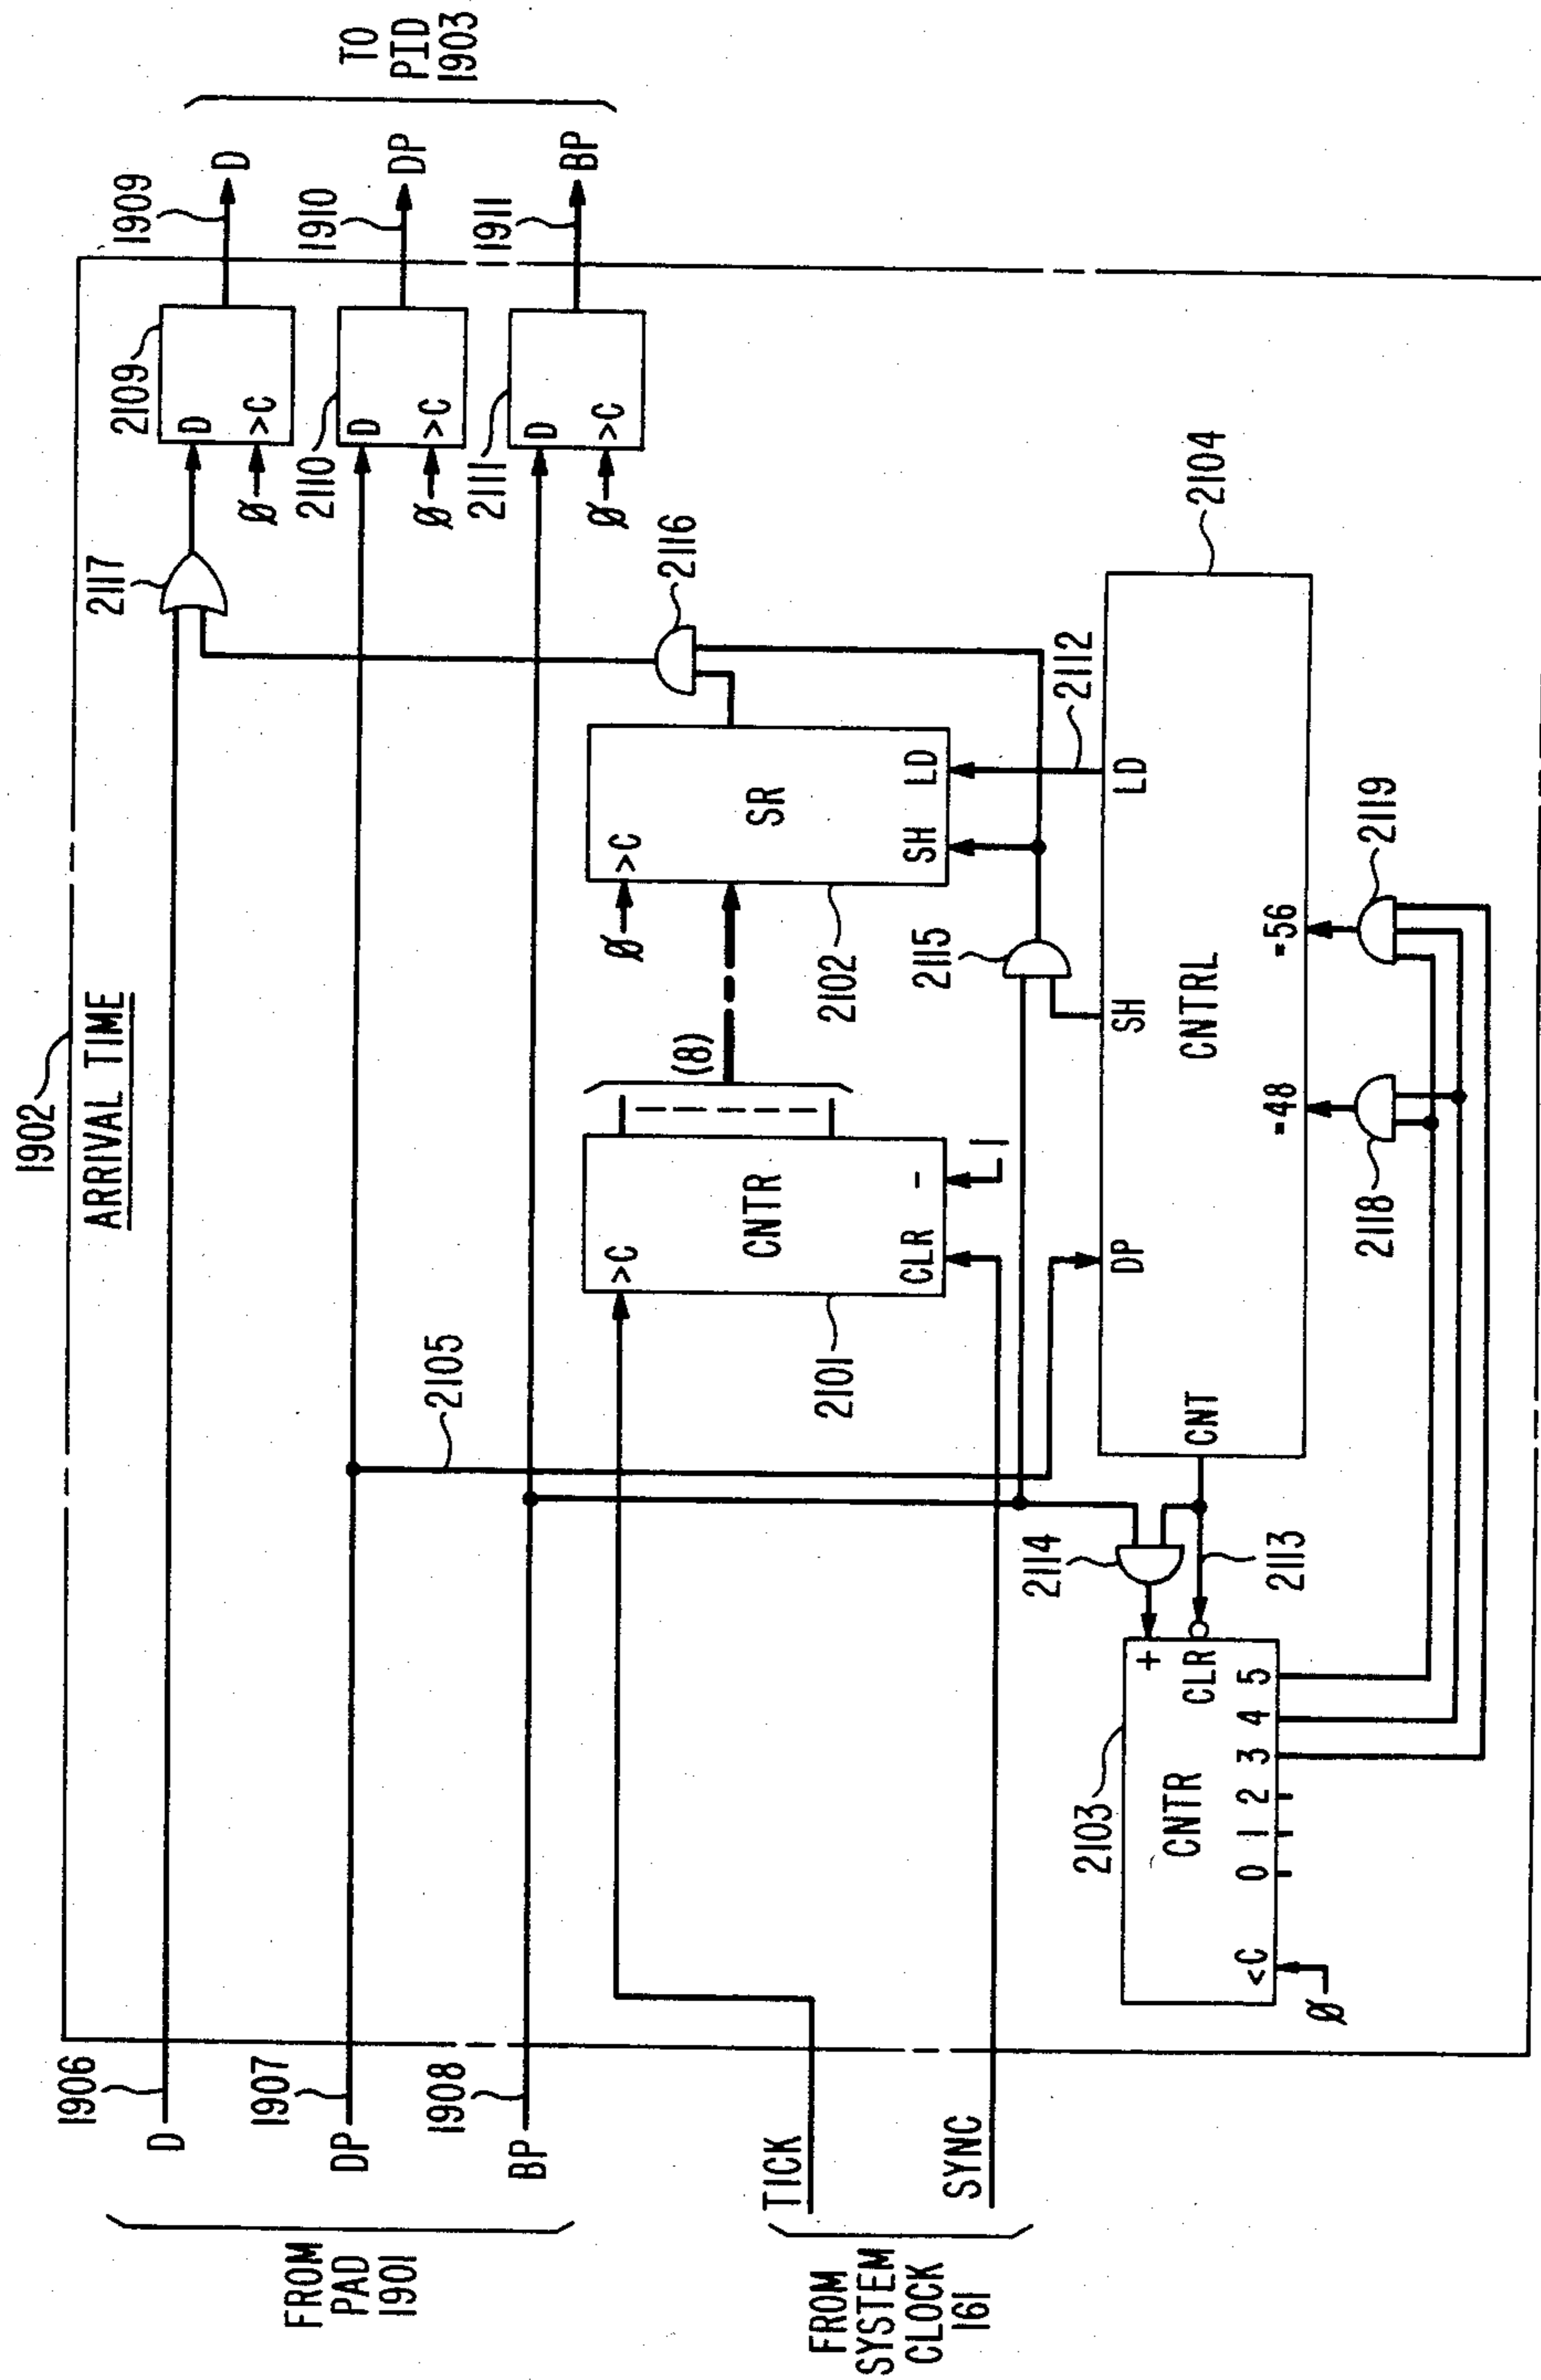 1902
ARRIVAL TIME
FROM
PAD
1901
1906
D
1907
DP
1908
BP
2117
2109
D
>C
Ø
1909
D
2110
D
>C
Ø
1910
DP
2111
D
>C
Ø
1911
BP
TO
PID
1903
2105
FROM
SYSTEM
CLOCK
161
TICK
SYNC
>C
CNTR
CLR
-
1
2101
(8)
Ø
>C
SR
SH
LD
2102
2116
2115
2112
2114
2113
2103
+
CLR
CNTR
<C
0
1
2
3
4
5
Ø
CNT
DP
SH
LD
CNTRL
=48
=56
2104
2118
2119